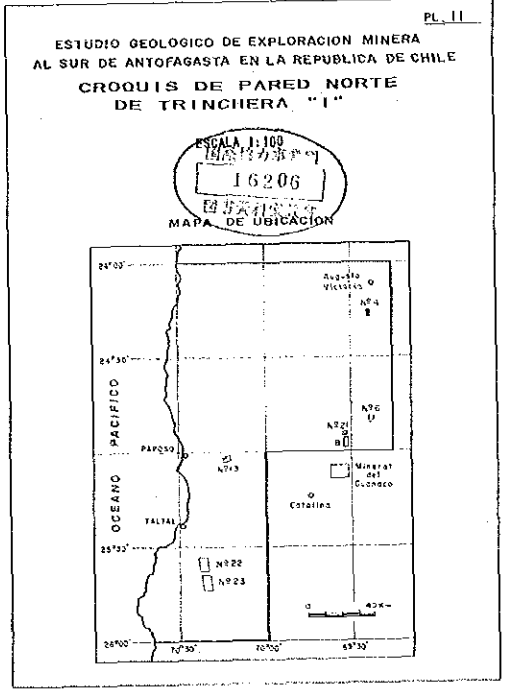 PL. 11
ESTUDIO GEOLOGICO DE EXPLORACION MINERA
AL SUR DE ANTOFAGASTA EN LA REPUBLICA DE CHILE
CROQUIS DE PARED NORTE
DE TRINCHERA "I"
ESCALA 1:100
16206
MAPA DE UBICACION
24°00'
Augusta
Victoria
Nº4
24°30'
OCEANO PACIFICO
Nº6
Nº21
B
PAPOSO
Nº13
Mineral
del
Guanaco
Catalina
TALTAL
25°30'
Nº22
Nº23
0 40Km
26°00'
70°30' 70°00' 69°30'